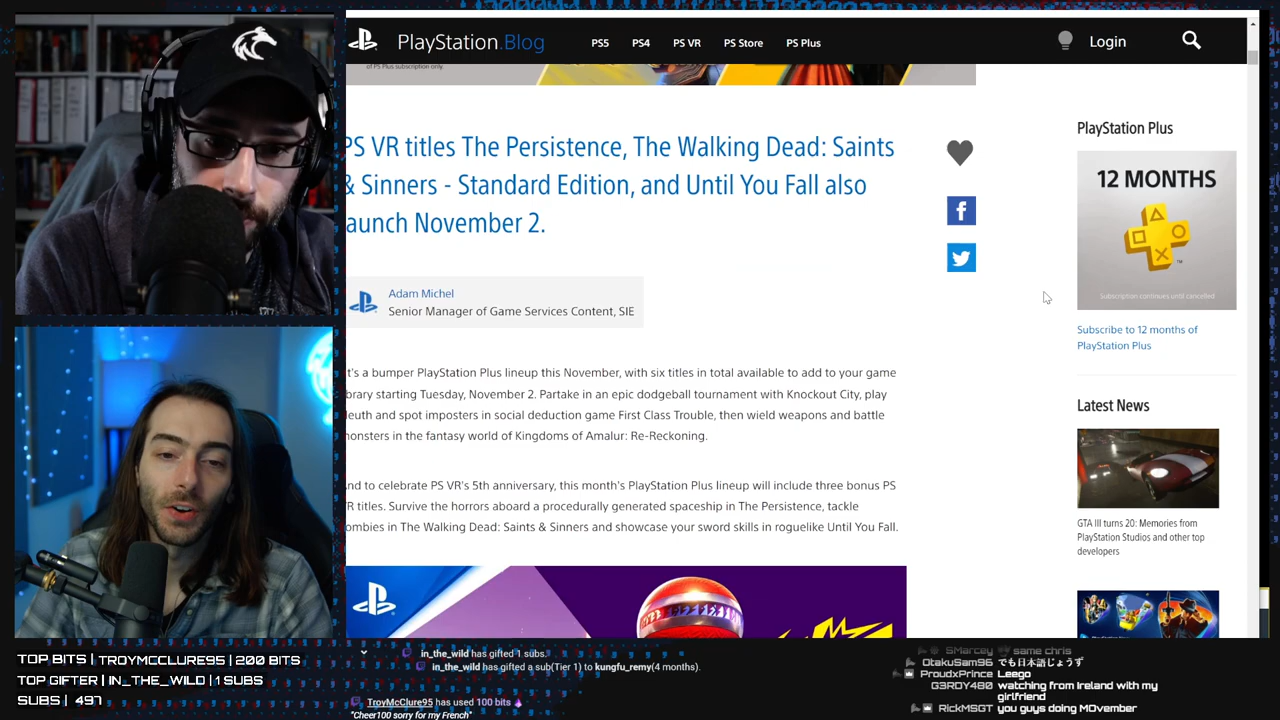 of PS Plus subscription only.
PlayStation.Blog
PS5
PS4
PS VR
PS Store
PS Plus
Login
PS VR titles The Persistence, The Walking Dead: Saints
& Sinners - Standard Edition, and Until You Fall also
launch November 2.
Adam Michel
Senior Manager of Game Services Content, SIE
t's a bumper PlayStation Plus lineup this November, with six titles in total available to add to your game
brary starting Tuesday, November 2. Partake in an epic dodgeball tournament with Knockout City, play
leuth and spot imposters in social deduction game First Class Trouble, then wield weapons and battle
monsters in the fantasy world of Kingdoms of Amalur: Re-Reckoning.
nd to celebrate PS VR's 5th anniversary, this month's PlayStation Plus lineup will include three bonus PS
R titles. Survive the horrors aboard a procedurally generated spaceship in The Persistence, tackle
ombies in The Walking Dead: Saints & Sinners and showcase your sword skills in roguelike Until You Fall.
PlayStation Plus
12 MONTHS
Subscription continues until cancelled
Subscribe to 12 months of
PlayStation Plus
Latest News
GTA III turns 20: Memories from
PlayStation Studios and other top
developers
TOP BITS | TROYMCCLURE95 | 200 BITS
TOP GIFTER | IN_THE_WILD | 1 SUBS
SUBS | 497
in_the_wild has gifted 1 subs.
in_the_wild has gifted a sub(Tier 1) to kungfu_remy(4 months).
TroyMcClure95 has used 100 bits
"Cheer100 sorry for my French"
SMarcey same chris
OtakuSam96 でも日本語じょうず
ProudxPrince Leego
G3RDY480 watching from Ireland with my
girlfriend
RickMSGT you guys doing MOvember